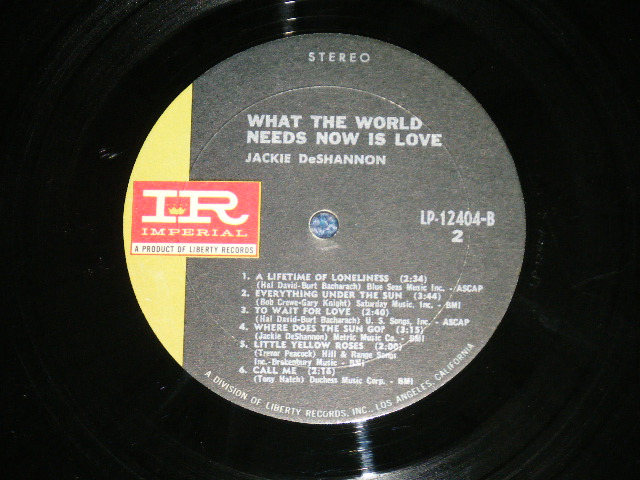 STEREO
WHAT THE WORLD
NEEDS NOW IS LOVE
JACKIE DeSHANNON
IR
IMPERIAL
A PRODUCT OF LIBERTY RECORDS
LP-12404-B
2
1. A LIFETIME OF LONELINESS (2:34)
(Hal David-Burt Bacharach) Blue Seas Music Inc. - ASCAP
2. EVERYTHING UNDER THE SUN (3:44)
(Bob Crewe-Gary Knight) Saturday Music, Inc. - BMI
3. TO WAIT FOR LOVE (2:40)
(Hal David-Burt Bacharach) U. S. Songs, Inc. - ASCAP
4. WHERE DOES THE SUN GO? (3:15)
(Jackie DeShannon) Metric Music Co. - BMI
5. LITTLE YELLOW ROSES (2:00)
(Trevor Peacock) Hill & Range Songs
Inc.-Brakenbury Music - BMI
6. CALL ME (2:15)
(Tony Hatch) Duchess Music Corp. - BMI
A DIVISION OF LIBERTY RECORDS, INC., LOS ANGELES, CALIFORNIA